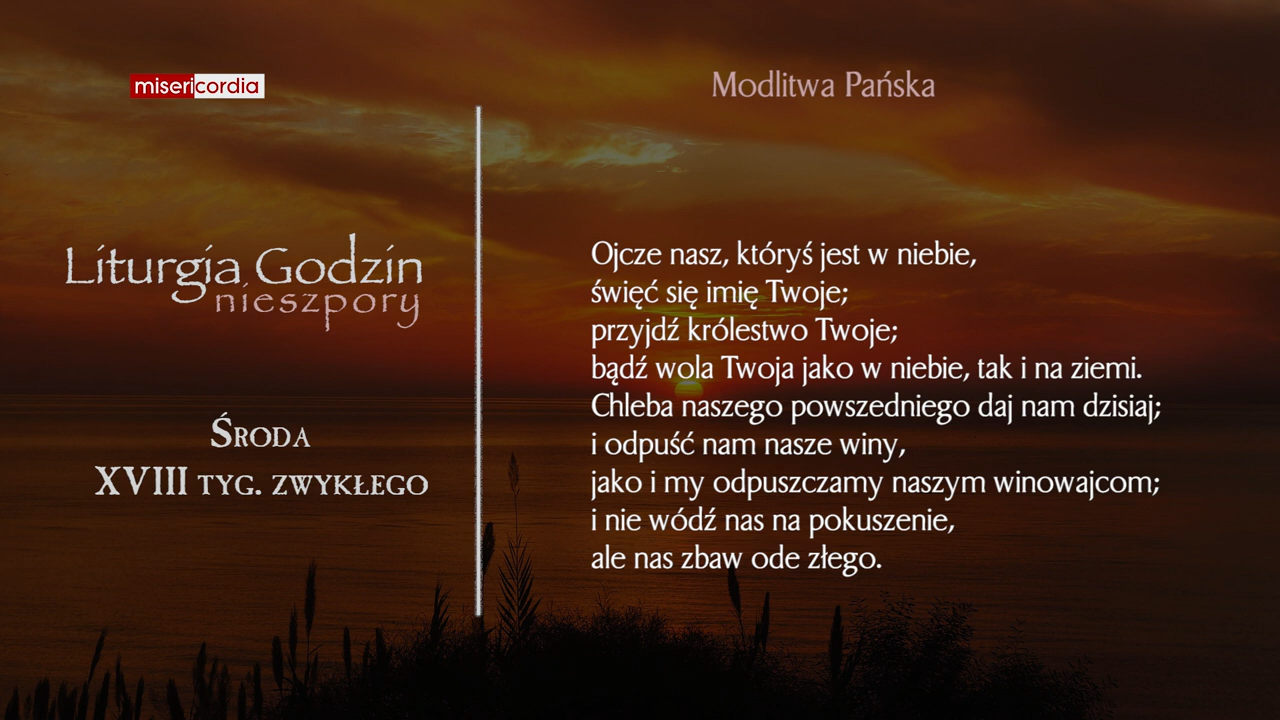 misericordia
Liturgia Godzin
nieszpory
Środa
XVIII tyg. zwykłego
Modlitwa Pańska
Ojcze nasz, któryś jest w niebie,
święć się imię Twoje;
przyjdź królestwo Twoje;
bądź wola Twoja jako w niebie, tak i na ziemi.
Chleba naszego powszedniego daj nam dzisiaj;
i odpuść nam nasze winy,
jako i my odpuszczamy naszym winowajcom;
i nie wódź nas na pokuszenie,
ale nas zbaw ode złego.